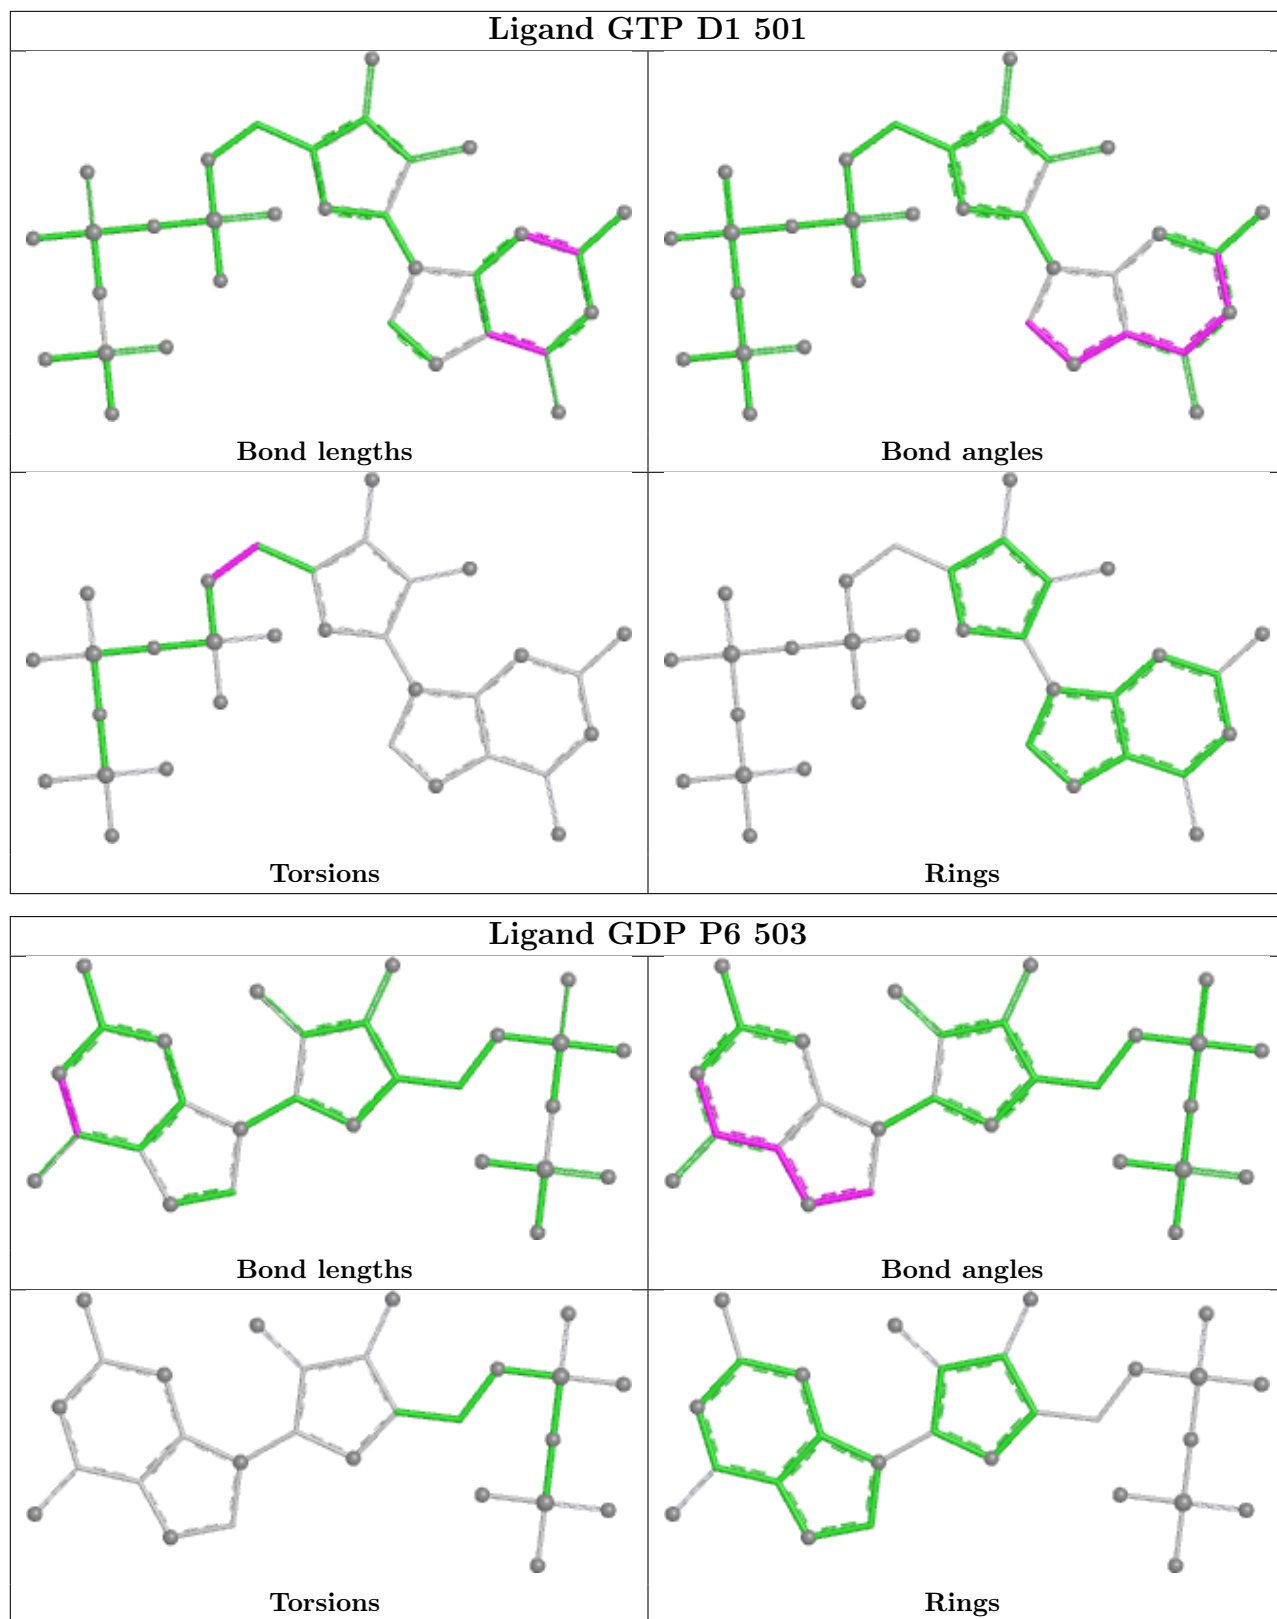 Ligand GTP D1 501
Bond lengths
Bond angles
Torsions
Rings
Ligand GDP P6 503
Bond lengths
Bond angles
Torsions
Rings